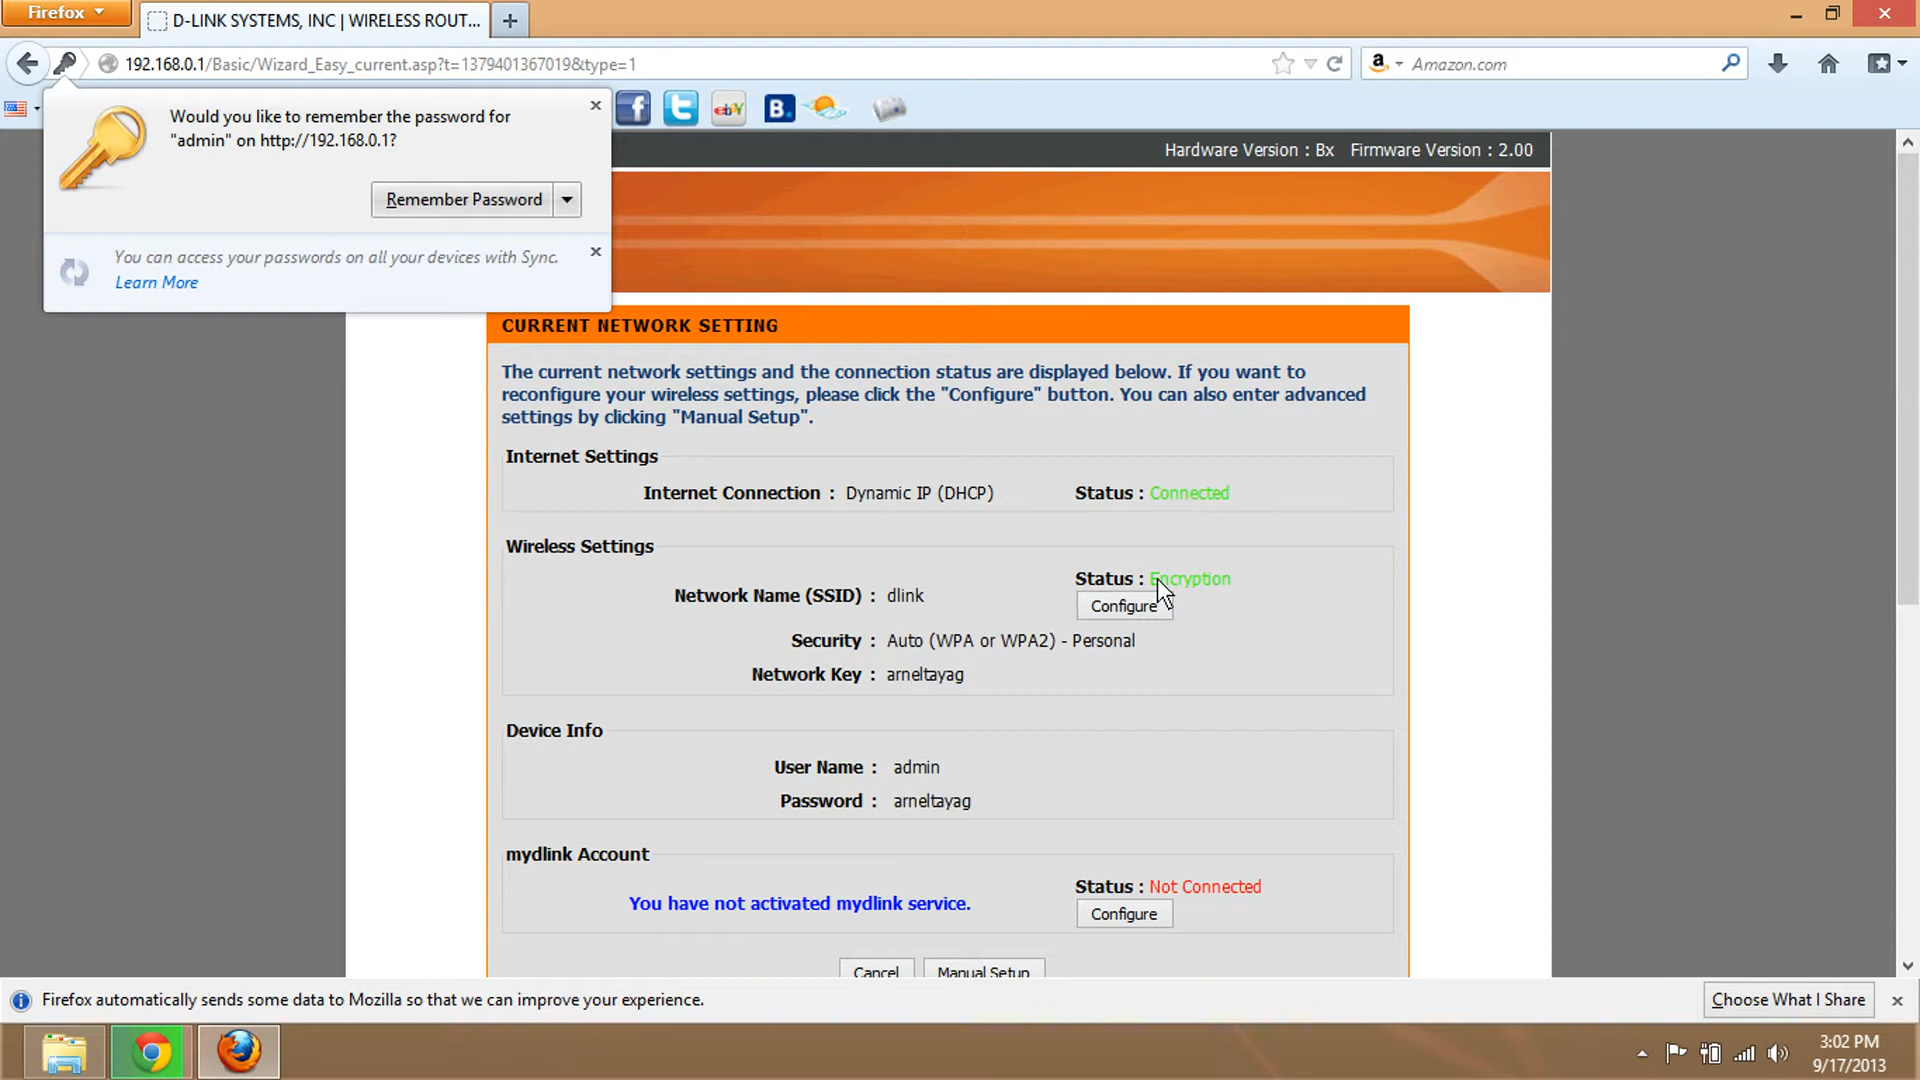 Firefox
D-LINK SYSTEMS, INC | WIRELESS ROUT...
192.168.0.1/Basic/Wizard_Easy_current.asp?t=1379401367019&type=1
Amazon.com
Would you like to remember the password for
"admin" on http://192.168.0.1?
Remember Password
You can access your passwords on all your devices with Sync.
Learn More
ebY
B.
Hardware Version : Bx Firmware Version : 2.00
CURRENT NETWORK SETTING
The current network settings and the connection status are displayed below. If you want to
reconfigure your wireless settings, please click the "Configure" button. You can also enter advanced
settings by clicking "Manual Setup".
Internet Settings
Internet Connection : Dynamic IP (DHCP) Status : Connected
Wireless Settings
Status : Encryption
Network Name (SSID) : dlink
Configure
Security : Auto (WPA or WPA2) - Personal
Network Key : arneltayag
Device Info
User Name : admin
Password : arneltayag
mydlink Account
Status : Not Connected
You have not activated mydlink service.
Configure
Cancel Manual Setup
Firefox automatically sends some data to Mozilla so that we can improve your experience.
Choose What I Share
3:02 PM
9/17/2013